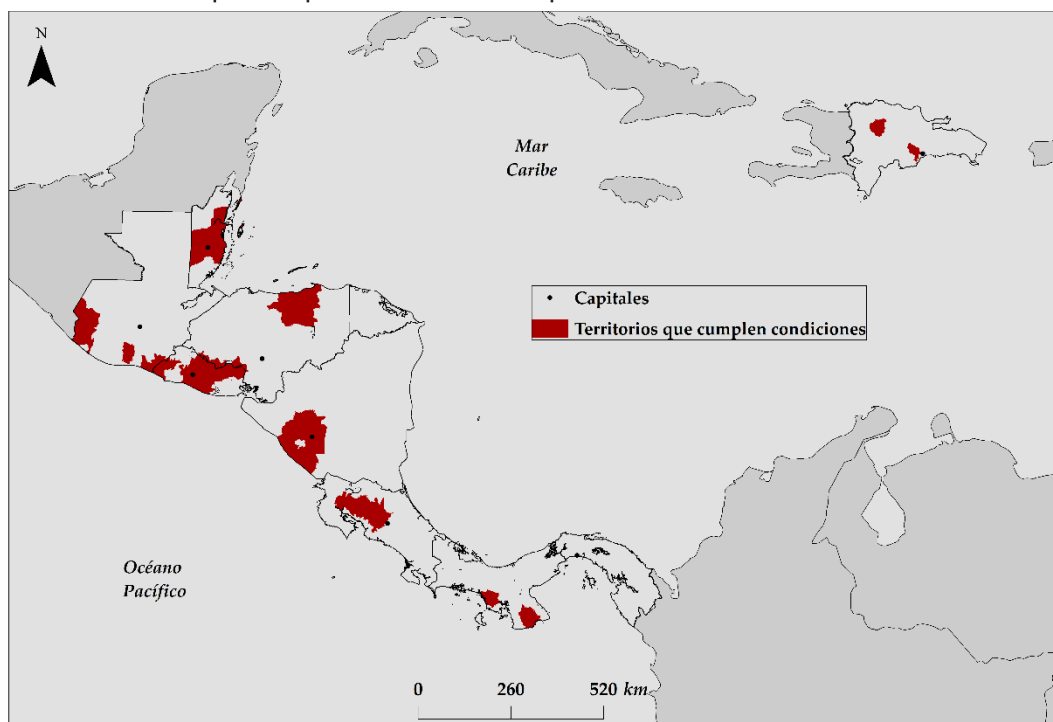 N
Mar
Caribe
Capitales
Territorios que cumplen condiciones
Océano
Pacífico
0 260 520 km